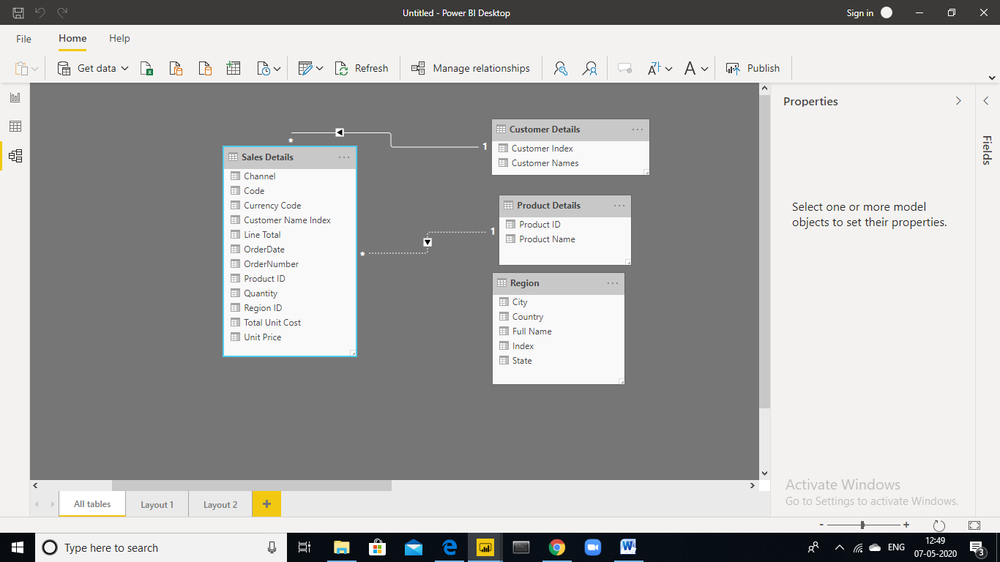 Untitled - Power BI Desktop
Sign in
File
Home
Help
Get data
Refresh
Manage relationships
Publish
Properties
Fields
Select one or more model
objects to set their properties.
*
1
Customer Details
Customer Index
Customer Names
Sales Details
Channel
Code
Currency Code
Customer Name Index
Line Total
OrderDate
OrderNumber
Product ID
Quantity
Region ID
Total Unit Cost
Unit Price
*
1
Product Details
Product ID
Product Name
Region
City
Country
Full Name
Index
State
Activate Windows
Go to Settings to activate Windows.
All tables
Layout 1
Layout 2
+
- +
Type here to search
ENG
12:49
07-05-2020
3